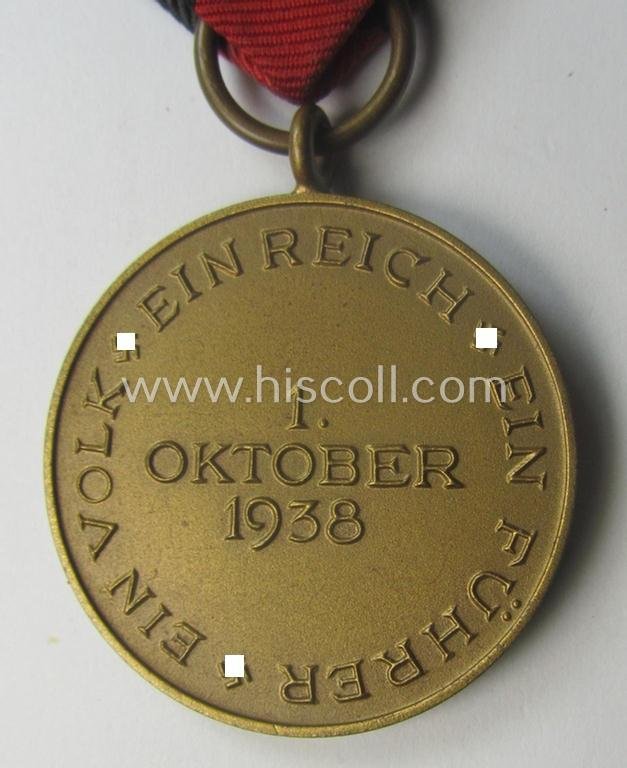 EIN VOLK EIN REICH EIN FÜHRER
1.
OKTOBER
1938
www.hiscoll.com